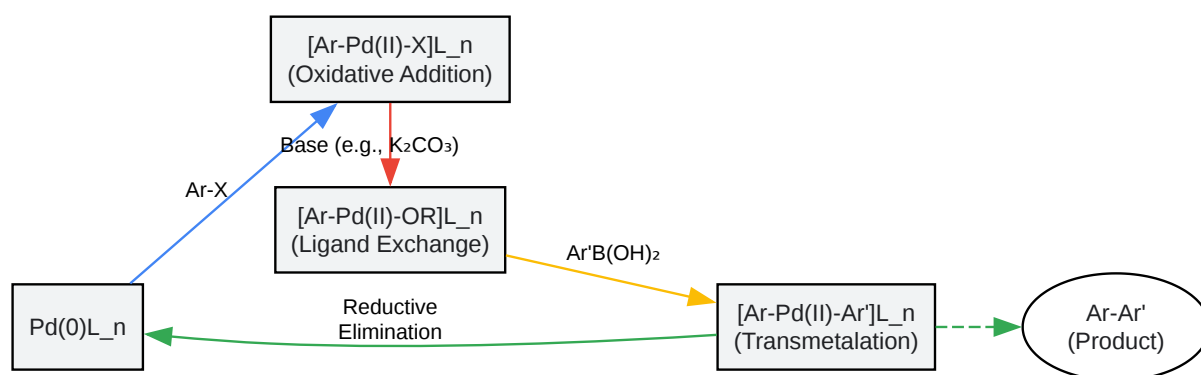 [Ar-Pd(II)-X]L_n
(Oxidative Addition)
Base (e.g., K₂CO₃)
Ar-X
[Ar-Pd(II)-OR]L_n
(Ligand Exchange)
Ar'B(OH)₂
Pd(0)L_n
Reductive
Elimination
[Ar-Pd(II)-Ar']L_n
(Transmetalation)
Ar-Ar'
(Product)